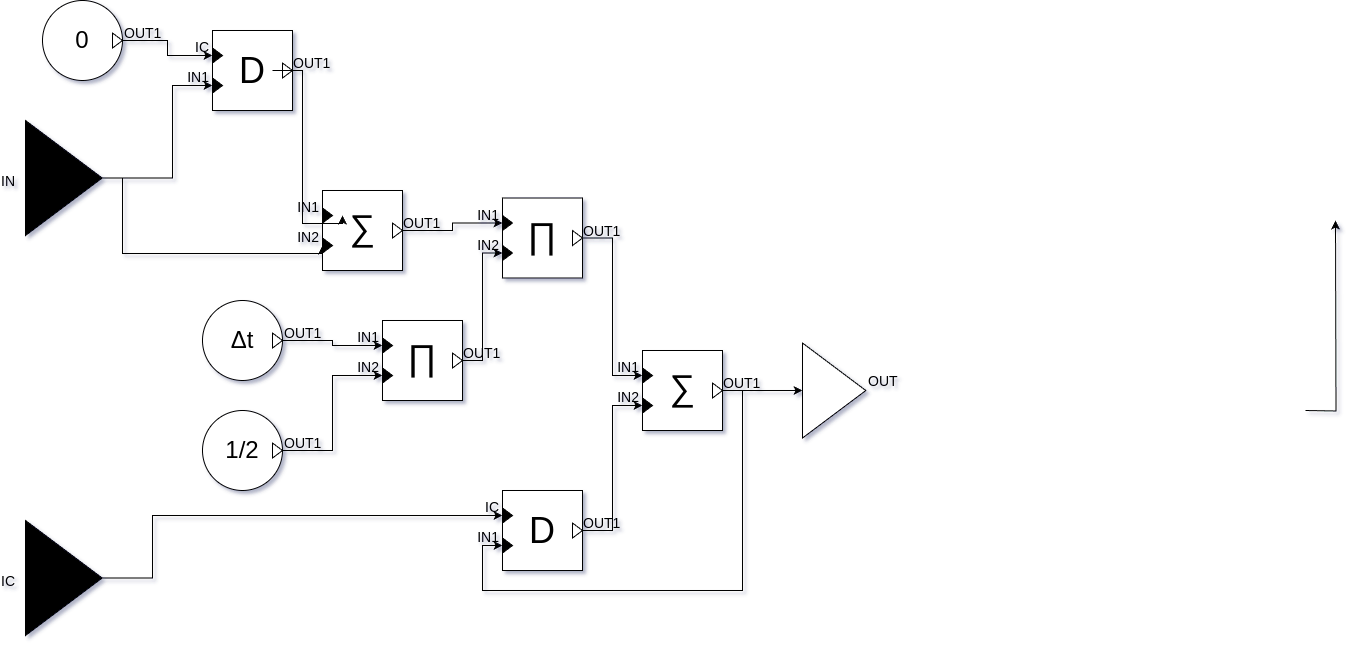 0
OUT1
IC
IN1
D
OUT1
IN
IN1
IN2
∑
OUT1
IN1
IN2
∏
OUT1
Δt
OUT1
IN1
IN2
∏
OUT1
1/2
OUT1
IN1
IN2
∑
OUT1
OUT
IC
IN1
D
OUT1
IC